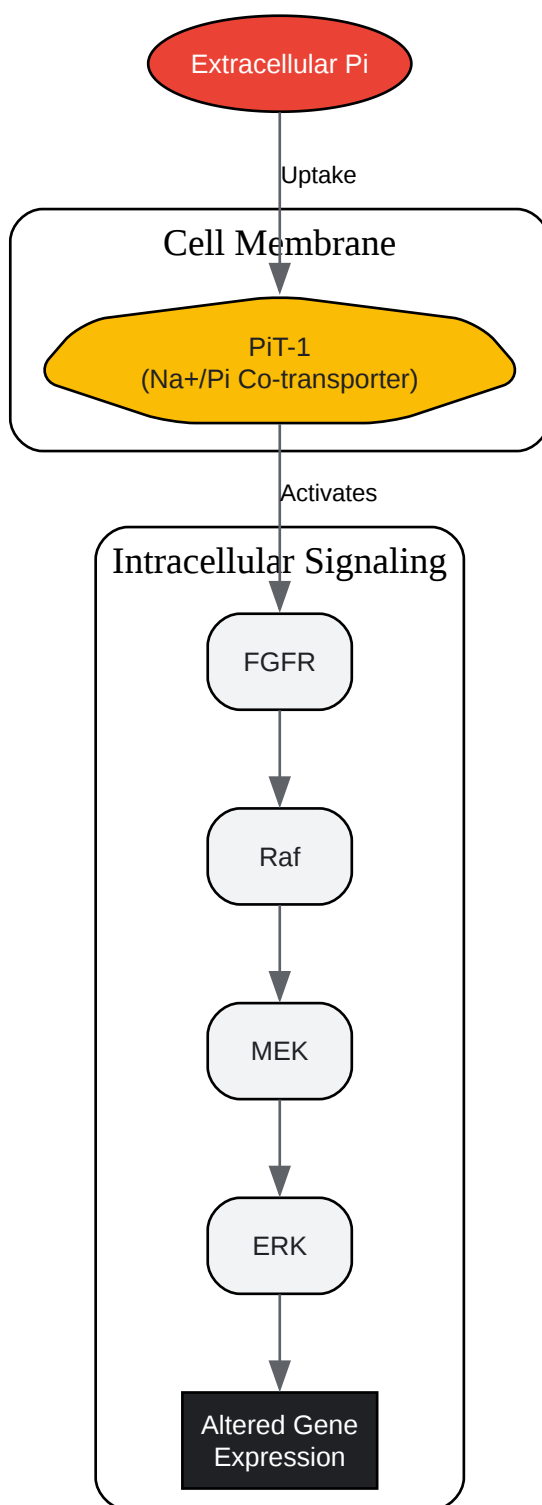 Extracellular Pi
Uptake
Cell Membrane
PiT-1
(Na+/Pi Co-transporter)
Activates
Intracellular Signaling
FGFR
Raf
MEK
ERK
Altered Gene
Expression